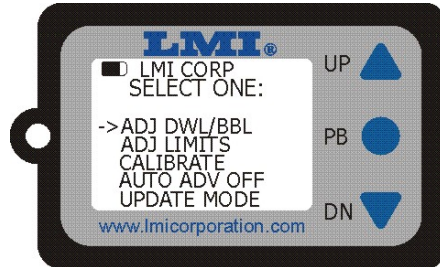 LMI®
LMI CORP
SELECT ONE:
UP
->ADJ DWL/BBL
ADJ LIMITS
PB
CALIBRATE
AUTO ADV OFF
UPDATE MODE
DN
www.lmicorporation.com